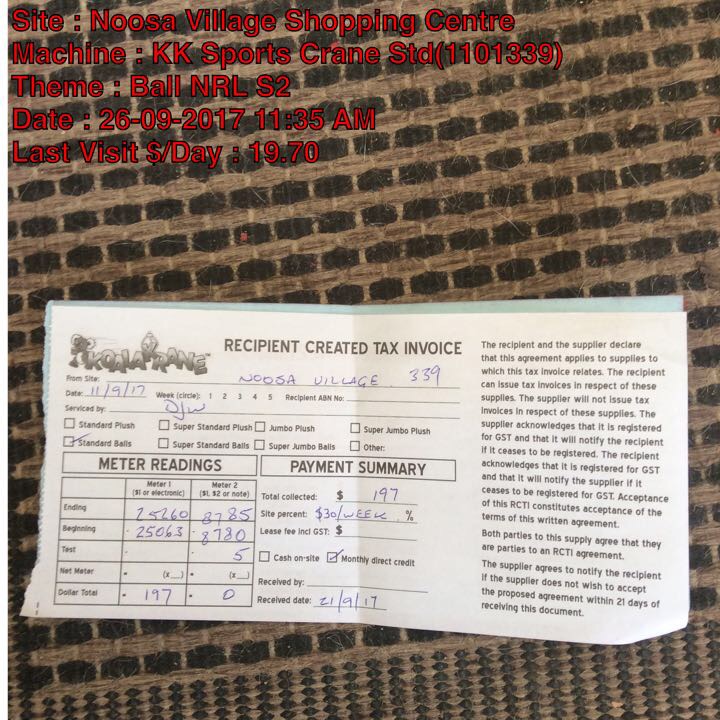 Site : Noosa Village Shopping Centre
Machine : KK Sports Crane Std(1101339)
Theme : Ball NRL S2
Date : 26-09-2017 11:35 AM
Last Visit $/Day : 19.70
KOALA KRANE™
RECIPIENT CREATED TAX INVOICE
From Site: NOOSA VILLAGE . 339
Date: 11/9/17 Week (circle): 1 2 3 4 5 Recipient ABN No:
Serviced by: DJW
Standard Plush Super Standard Plush Jumbo Plush Super Jumbo Plush
Standard Balls Super Standard Balls Super Jumbo Balls Other:
METER READINGS
Meter 1 ($1 or electronic) Meter 2 ($1, $2 or note)
Ending 25260 8785
Beginning - 25063 - 8780
Test - - 5
Net Meter = (x__) = (x__)
Dollar Total = 197 = 0
PAYMENT SUMMARY
Total collected: $ 197
Site percent: $30/WEEK %
Lease fee incl GST: $
Cash on-site Monthly direct credit
Received by:
Received date: 21/9/17
The recipient and the supplier declare
that this agreement applies to supplies to
which this tax invoice relates. The recipient
can issue tax invoices in respect of these
supplies. The supplier will not issue tax
invoices in respect of these supplies. The
supplier acknowledges that it is registered
for GST and that it will notify the recipient
if it ceases to be registered. The recipient
acknowledges that it is registered for GST
and that it will notify the supplier if it
ceases to be registered for GST. Acceptance
of this RCTI constitutes acceptance of the
terms of this written agreement.
Both parties to this supply agree that they
are parties to an RCTI agreement.
The supplier agrees to notify the recipient
if the supplier does not wish to accept
the proposed agreement within 21 days of
receiving this document.